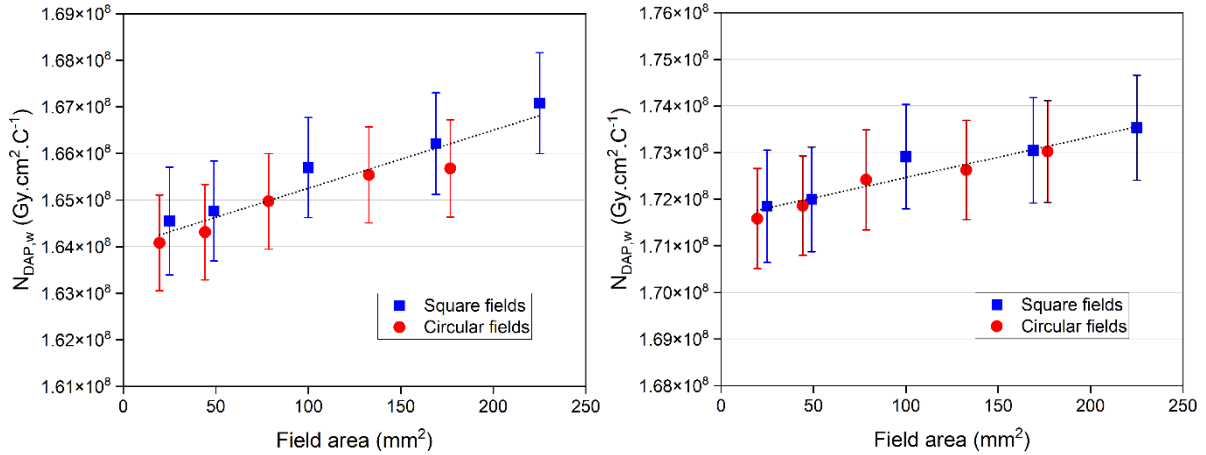 1.69×10⁸
1.68×10⁸
1.67×10⁸
1.66×10⁸
1.65×10⁸
1.64×10⁸
1.63×10⁸
1.62×10⁸
1.61×10⁸
N_DAP,w (Gy.cm².C⁻¹)
Square fields
Circular fields
0 50 100 150 200 250
Field area (mm²)
1.76×10⁸
1.75×10⁸
1.74×10⁸
1.73×10⁸
1.72×10⁸
1.71×10⁸
1.70×10⁸
1.69×10⁸
1.68×10⁸
N_DAP,w (Gy.cm².C⁻¹)
Square fields
Circular fields
0 50 100 150 200 250
Field area (mm²)